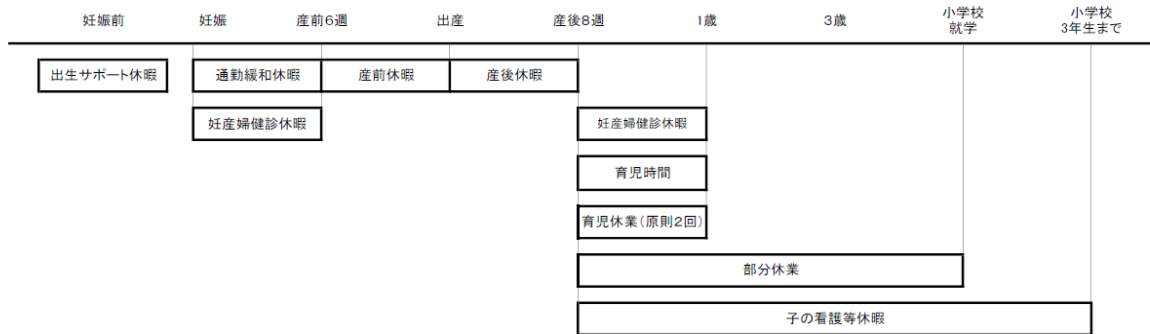 妊娠前 妊娠 産前6週 出産 産後8週 1歳 3歳 小学校 小学校
就学 3年生まで
出生サポート休暇 通勤緩和休暇 産前休暇 産後休暇
妊産婦健診休暇 妊産婦健診休暇
育児時間
育児休業(原則2回)
部分休業
子の看護等休暇